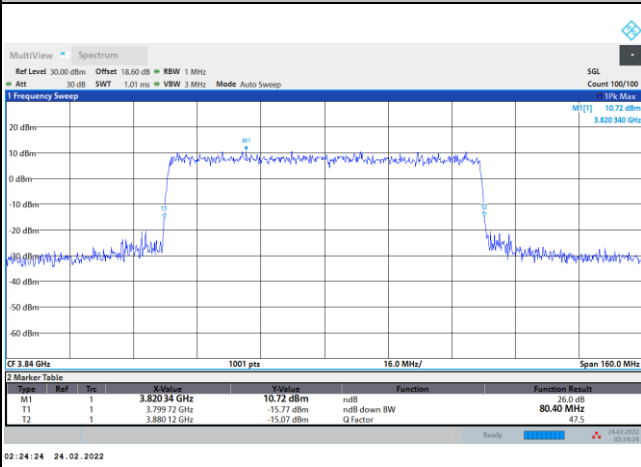 MultiView Spectrum
Ref Level 30.00 dBm Offset 18.60 dB RBW 1 MHz SGL
Att 30 dB SWT 1.01 ms VBW 3 MHz Mode Auto Sweep Count 100/100
1 Frequency Sweep 1Pk Max
M1[1] 10.72 dBm
3.820 340 GHz
20 dBm
M1
10 dBm
0 dBm
-10 dBm
T1 T2
-20 dBm
-30 dBm
-40 dBm
-50 dBm
-60 dBm
CF 3.84 GHz 1001 pts 16.0 MHz/ Span 160.0 MHz
2 Marker Table
Type Ref Trc X-Value Y-Value Function Function Result
M1 1 3.820 34 GHz 10.72 dBm ndB 26.0 dB
T1 1 3.799 72 GHz -15.77 dBm ndB down BW 80.40 MHz
T2 1 3.880 12 GHz -15.07 dBm Q Factor 47.5
Ready 24.02.2022
02:24:24
02:24:24 24.02.2022